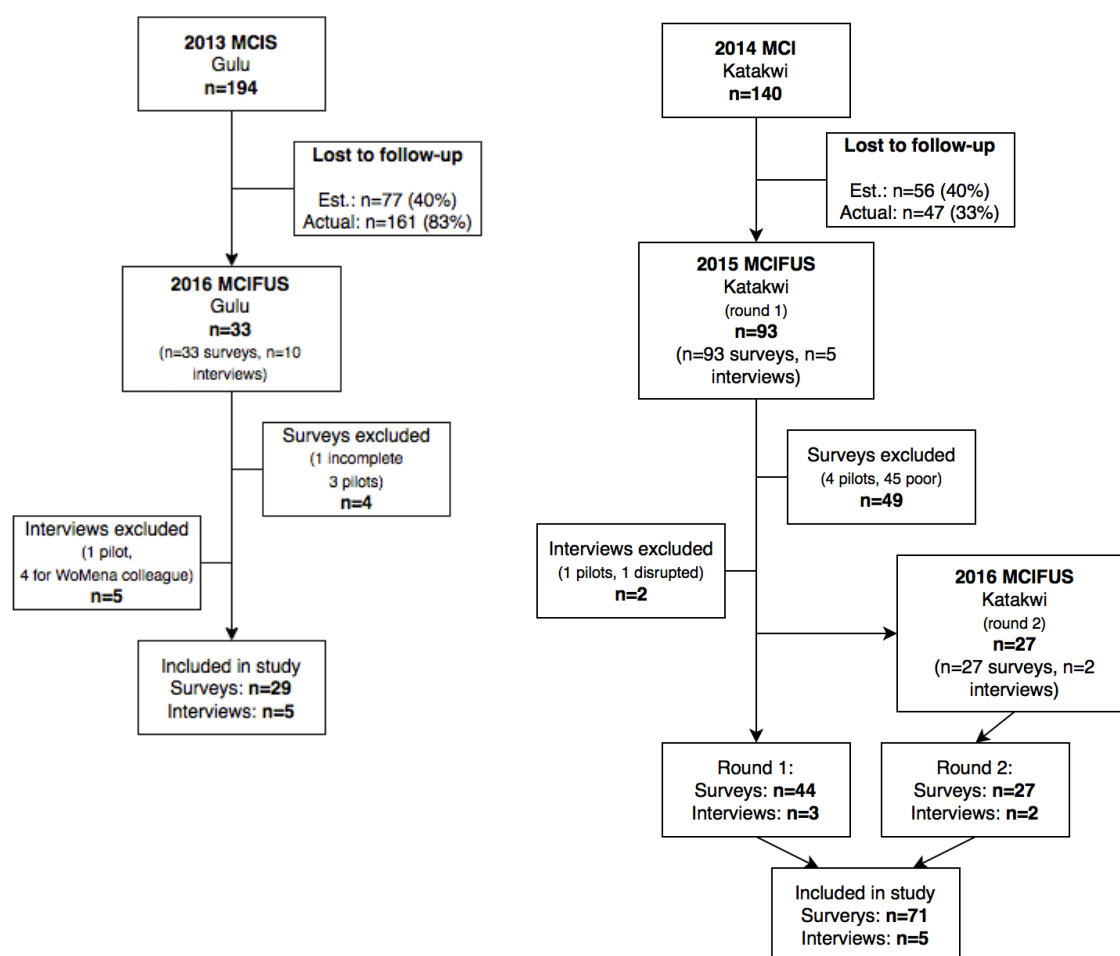 2013 MCIS
Gulu
n=194
Lost to follow-up
Est.: n=77 (40%)
Actual: n=161 (83%)
2016 MCIFUS
Gulu
n=33
(n=33 surveys, n=10
interviews)
Surveys excluded
(1 incomplete
3 pilots)
n=4
Interviews excluded
(1 pilot,
4 for WoMena colleague)
n=5
Included in study
Surveys: n=29
Interviews: n=5
2014 MCI
Katakwi
n=140
Lost to follow-up
Est.: n=56 (40%)
Actual: n=47 (33%)
2015 MCIFUS
Katakwi
(round 1)
n=93
(n=93 surveys, n=5
interviews)
Surveys excluded
(4 pilots, 45 poor)
n=49
Interviews excluded
(1 pilots, 1 disrupted)
n=2
2016 MCIFUS
Katakwi
(round 2)
n=27
(n=27 surveys, n=2
interviews)
Round 1:
Surveys: n=44
Interviews: n=3
Round 2:
Surveys: n=27
Interviews: n=2
Included in study
Surverys: n=71
Interviews: n=5